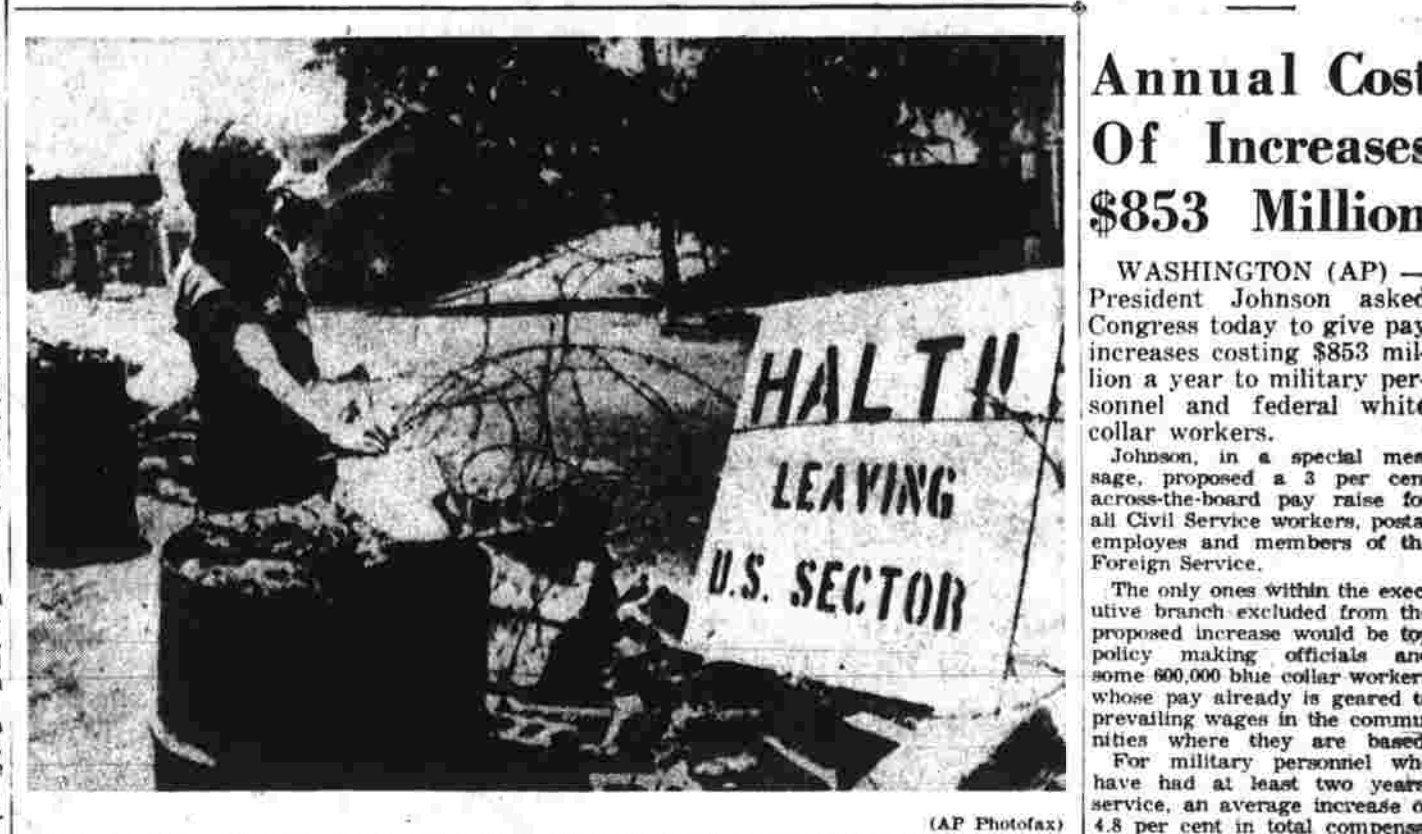 HALT!!
LEAVING
U.S. SECTOR
(AP Photofax)
Annual Cost
Of Increases
$853 Million
WASHINGTON (AP) —
President Johnson asked
Congress today to give pay
increases costing $853 mil-
lion a year to military per-
sonnel and federal white
collar workers.
Johnson, in a special mes
sage, proposed a 3 per cen
across-the-board pay raise fo
all Civil Service workers, posta
employes and members of th
Foreign Service.
The only ones within the exec
utive branch excluded from th
proposed increase would be to
policy making officials an
some 600,000 blue collar worker
whose pay already is geared t
prevailing wages in the commu
nities where they are based
For military personnel wh
have had at least two years
service, an average increase o
4.8 per cent in total compensa